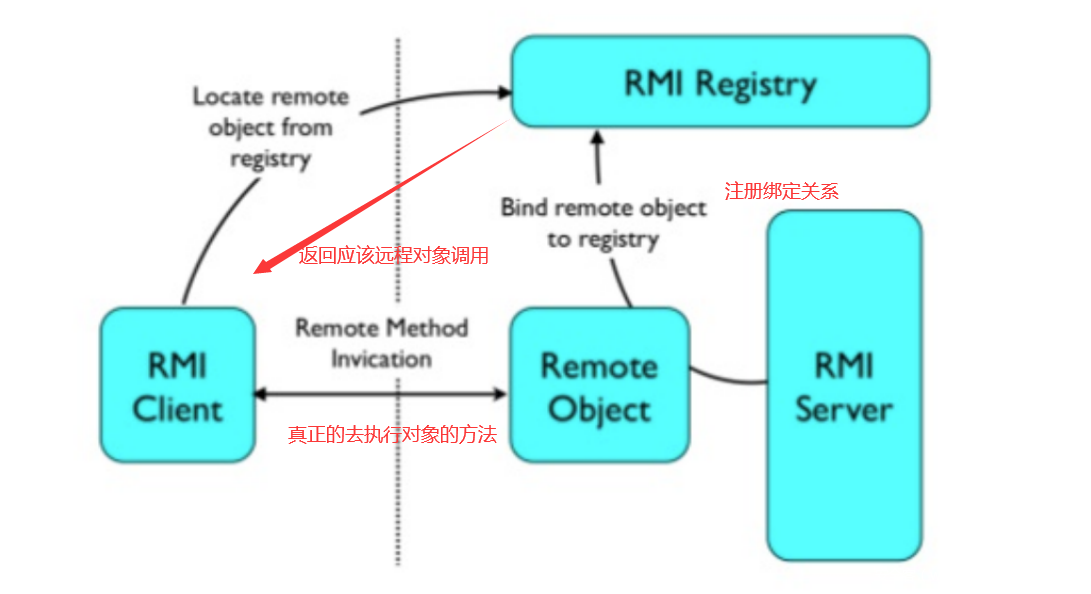 RMI Registry
Locate remote
object from
registry
注册绑定关系
Bind remote object
to registry
返回应该远程对象调用
Remote Method
Invication
RMI
Client
Remote
Object
RMI
Server
真正的去执行对象的方法